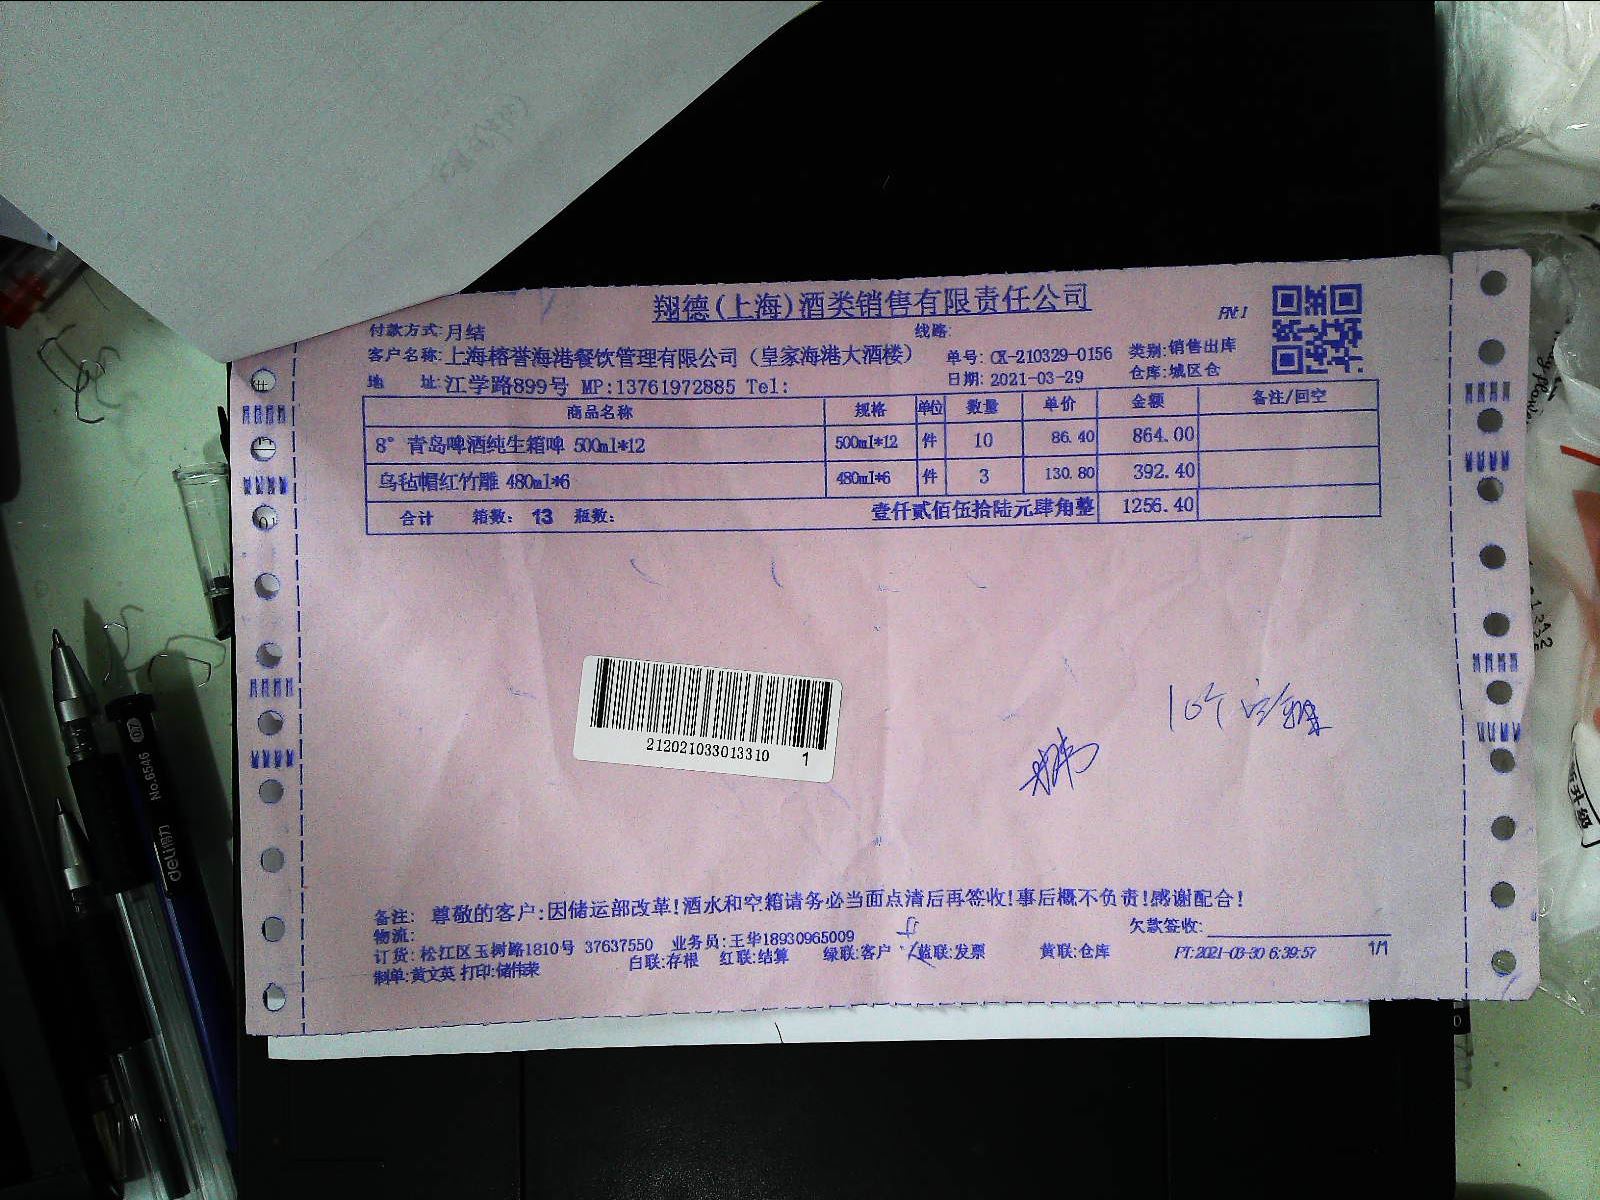 翔德(上海)酒类销售有限责任公司
付款方式:月结
线路:
PN:1
客户名称:上海榕誉海港餐饮管理有限公司（皇家海港大酒楼）
单号: CK-210329-0156
类别:销售出库
地 址:江学路899号 MP:13761972885 Tel:
日期: 2021-03-29
仓库:城区仓
商品名称 规格 单位 数量 单价 金额 备注/回空
8° 青岛啤酒纯生箱啤 500ml*12 500ml*12 件 10 86.40 864.00
乌毡帽红竹雕 480ml*6 480ml*6 件 3 130.80 392.40
合计 箱数: 13 瓶数: 壹仟贰佰伍拾陆元肆角整 1256.40
212021033013310 1
10个
备注: 尊敬的客户:因储运部改革!酒水和空箱请务必当面点清后再签收!事后概不负责!感谢配合!
物流:
欠款签收:
订货: 松江区玉树路1810号 37637550 业务员:王华18930965009
白联:存根 红联:结算 绿联:客户 蓝联:发票 黄联:仓库 PT:2021-03-30 6:39:57 1/1
制单:黄文英 打印:储伟荣
No.6546
deli得力